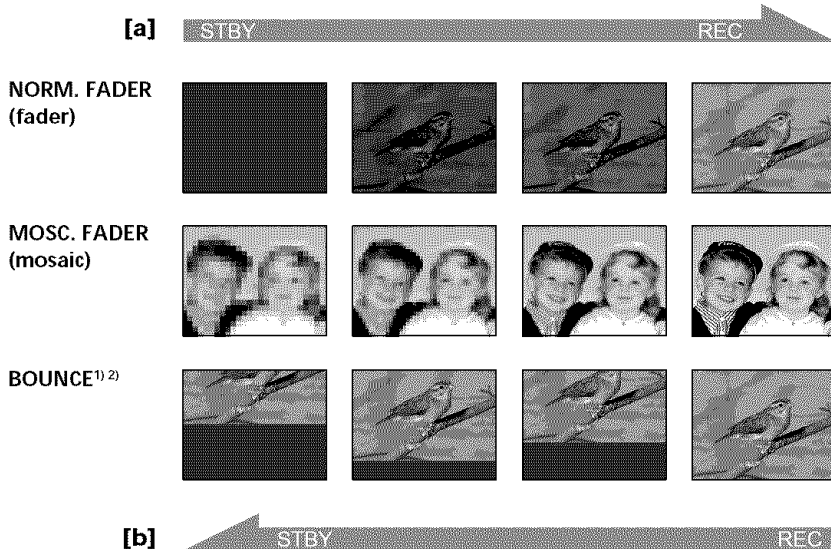 [a] STBY REC
NORM. FADER
(fader)
MOSC. FADER
(mosaic)
BOUNCE1) 2)
[b] STBY REC